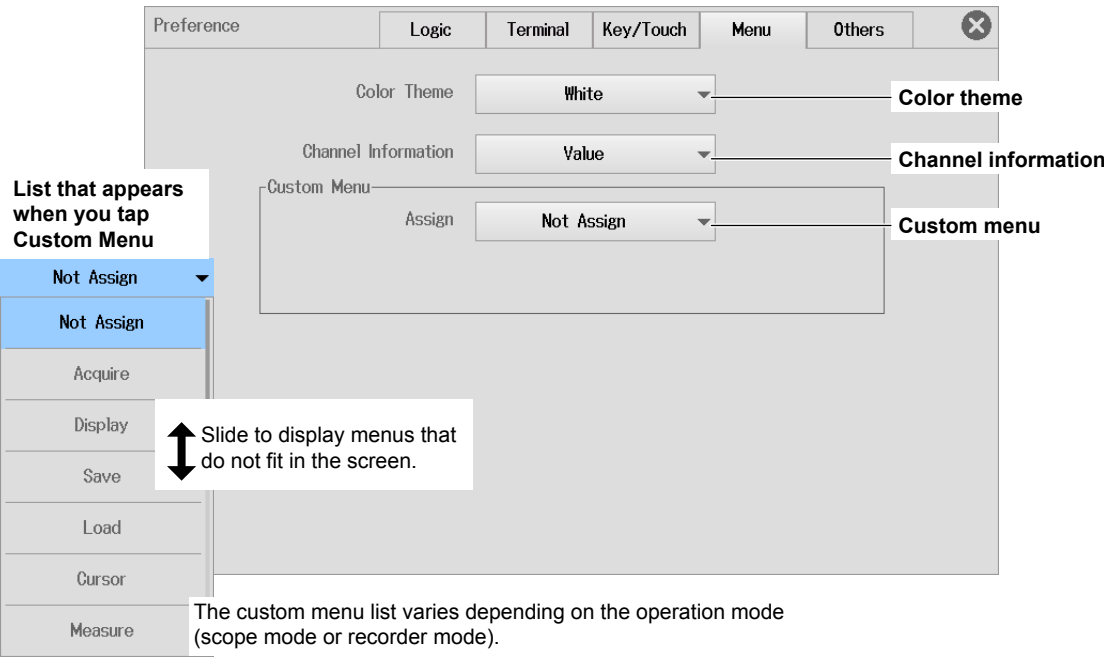 Preference
Logic
Terminal
Key/Touch
Menu
Others
Color Theme
White
Color theme
Channel Information
Value
Channel information
Custom Menu
Assign
Not Assign
Custom menu
List that appears
when you tap
Custom Menu
Not Assign
Not Assign
Acquire
Display
Save
Load
Cursor
Measure
Slide to display menus that
do not fit in the screen.
The custom menu list varies depending on the operation mode
(scope mode or recorder mode).